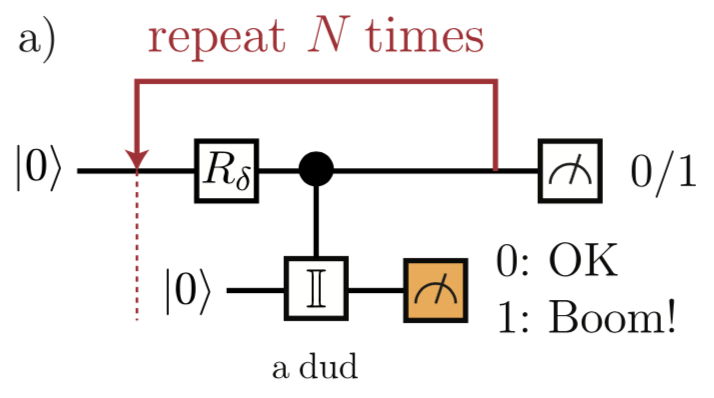 a)
repeat N times
|0⟩ R_δ 0/1
|0⟩ 𝕀 0: OK
1: Boom!
a dud